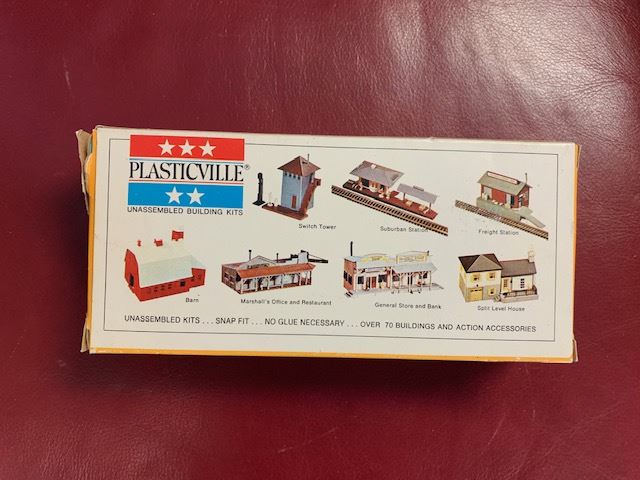 PLASTICVILLE®
UNASSEMBLED BUILDING KITS
Switch Tower
Suburban Station
Freight Station
Barn
Marshall's Office and Restaurant
General Store and Bank
Split Level House
UNASSEMBLED KITS . . . SNAP FIT . . . NO GLUE NECESSARY . . . OVER 70 BUILDINGS AND ACTION ACCESSORIES